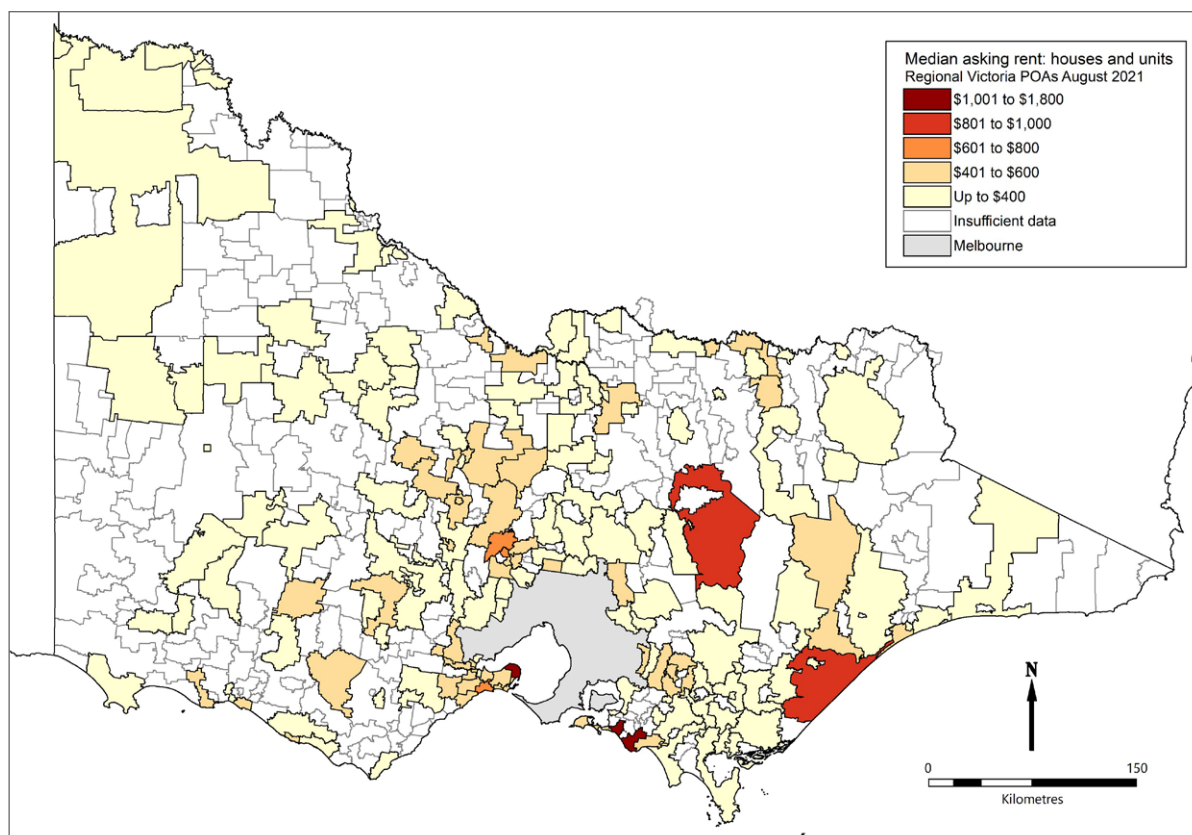 Median asking rent: houses and units
Regional Victoria POAs August 2021
$1,001 to $1,800
$801 to $1,000
$601 to $800
$401 to $600
Up to $400
Insufficient data
Melbourne
N
0 150
Kilometres